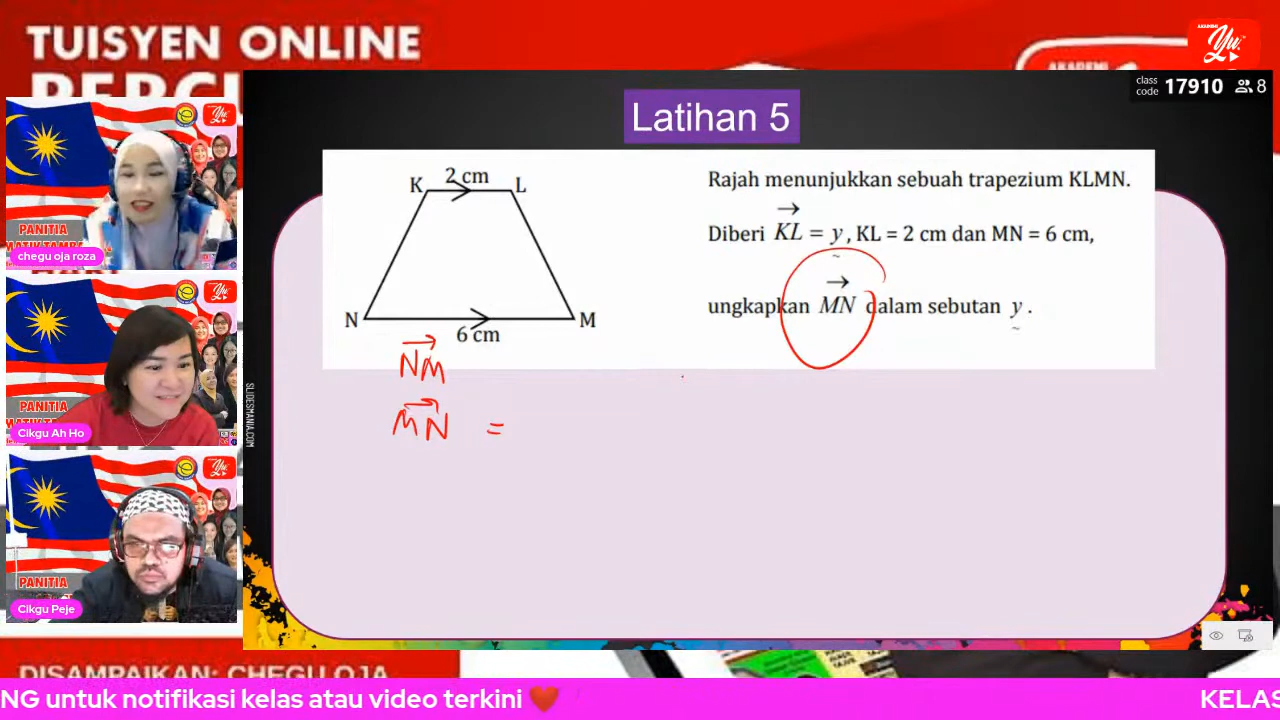 TUISYEN ONLINE
AKADEMI
Yu.
class
code 17910 8
Latihan 5
K 2 cm L
N M
6 cm
Rajah menunjukkan sebuah trapezium KLMN.
Diberi KL = y, KL = 2 cm dan MN = 6 cm,
ungkapkan MN dalam sebutan y.
NM
MN =
SLIDESMANIA.COM
PANITIA
chegu oja roza
PANITIA
Cikgu Ah Ho
PANITIA
Cikgu Peje
DISAMPAIKAN: CHEGU OJA
NG untuk notifikasi kelas atau video terkini ❤️ KELAS